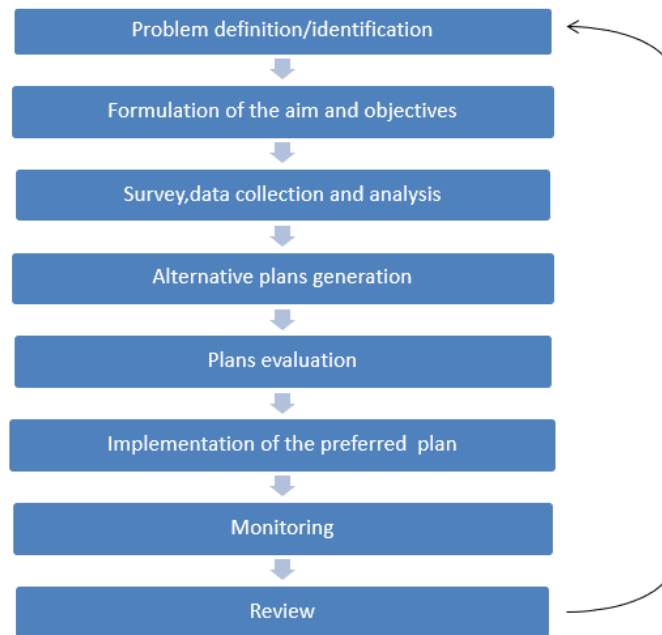 Problem definition/identification
Formulation of the aim and objectives
Survey,data collection and analysis
Alternative plans generation
Plans evaluation
Implementation of the preferred  plan
Monitoring
Review